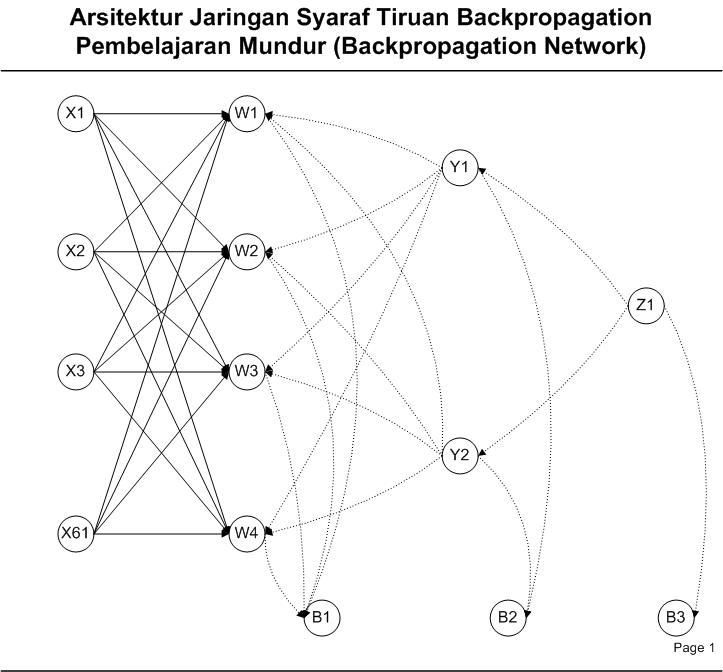 Arsitektur Jaringan Syaraf Tiruan Backpropagation
Pembelajaran Mundur (Backpropagation Network)
X1
W1
Y1
X2
W2
Z1
X3
W3
Y2
X61
W4
B1
B2
B3
Page 1